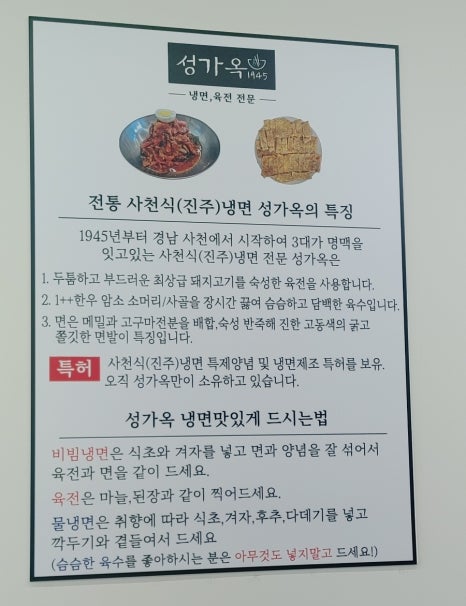 성가옥
1945
냉면,육전 전문
전통 사천식(진주)냉면 성가옥의 특징
1945년부터 경남 사천에서 시작하여 3대가 명맥을
잇고있는 사천식(진주)냉면 전문 성가옥은
1. 두툼하고 부드러운 최상급 돼지고기를 숙성한 육전을 사용합니다.
2. 1++한우 암소 소머리/사골을 장시간 끓여 슴슴하고 담백한 육수입니다.
3. 면은 메밀과 고구마전분을 배합,숙성 반죽해 진한 고동색의 굵고
쫄깃한 면발이 특징입니다.
특허 사천식(진주)냉면 특제양념 및 냉면제조 특허를 보유.
오직 성가옥만이 소유하고 있습니다.
성가옥 냉면맛있게 드시는법
비빔냉면은 식초와 겨자를 넣고 면과 양념을 잘 섞어서
육전과 면을 같이 드세요.
육전은 마늘,된장과 같이 찍어드세요.
물냉면은 취향에 따라 식초,겨자,후추,다데기를 넣고
깍두기와 곁들여서 드세요
(슴슴한 육수를 좋아하시는 분은 아무것도 넣지말고 드세요!)